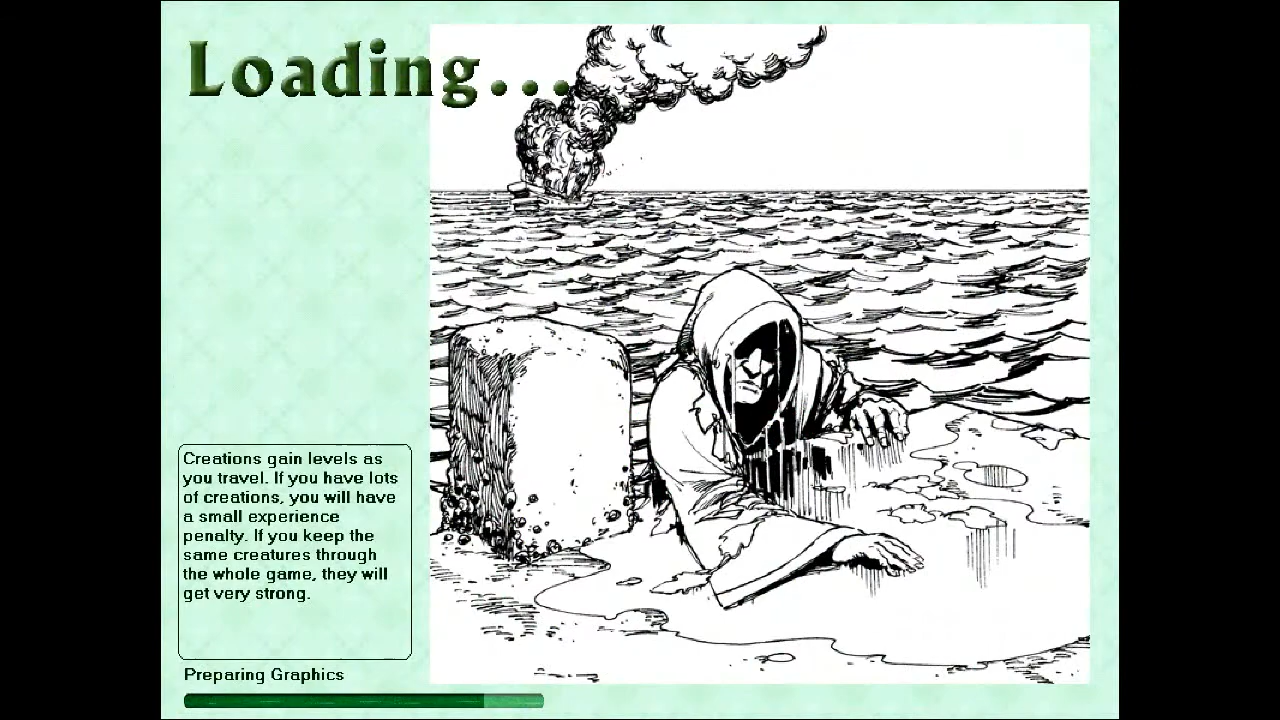 Loading...
Creations gain levels as
you travel. If you have lots
of creations, you will have
a small experience
penalty. If you keep the
same creatures through
the whole game, they will
get very strong.
Preparing Graphics